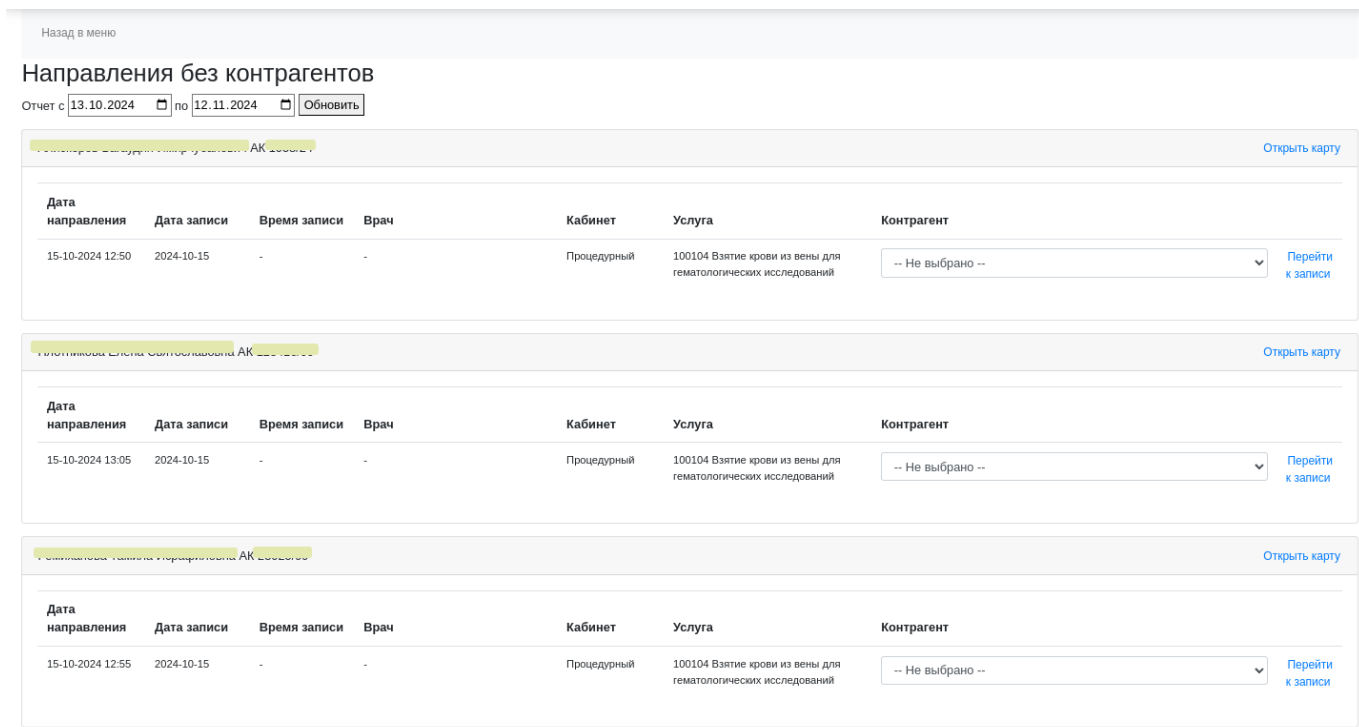 Назад в меню
Направления без контрагентов
Отчет с 13.10.2024 по 12.11.2024 Обновить
АК
Открыть карту
Дата направления Дата записи Время записи Врач Кабинет Услуга Контрагент
15-10-2024 12:50 2024-10-15 - - Процедурный 100104 Взятие крови из вены для гематологических исследований -- Не выбрано -- Перейти к записи
АК
Открыть карту
Дата направления Дата записи Время записи Врач Кабинет Услуга Контрагент
15-10-2024 13:05 2024-10-15 - - Процедурный 100104 Взятие крови из вены для гематологических исследований -- Не выбрано -- Перейти к записи
АК
Открыть карту
Дата направления Дата записи Время записи Врач Кабинет Услуга Контрагент
15-10-2024 12:55 2024-10-15 - - Процедурный 100104 Взятие крови из вены для гематологических исследований -- Не выбрано -- Перейти к записи